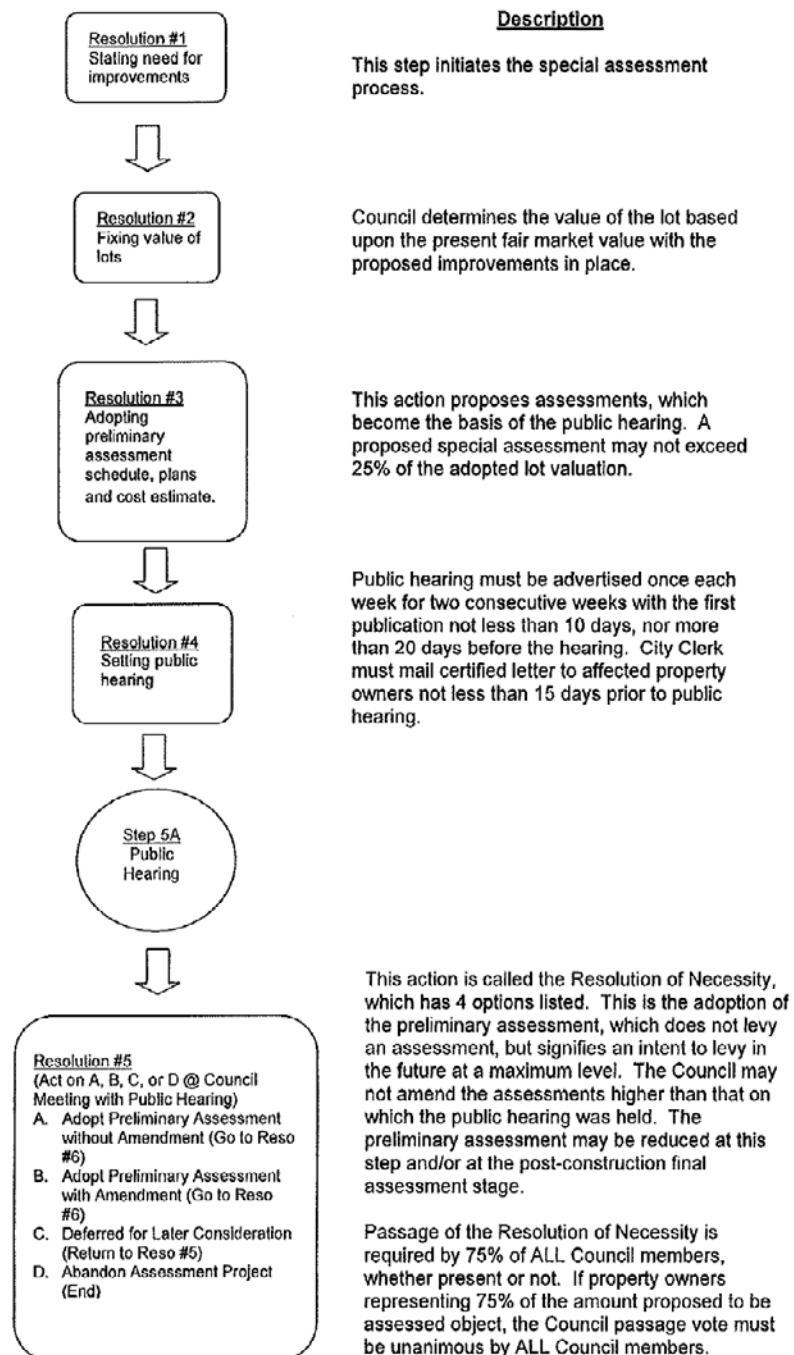 Description
Resolution #1
Stating need for
improvements
This step initiates the special assessment
process.
Resolution #2
Fixing value of
lots
Council determines the value of the lot based
upon the present fair market value with the
proposed improvements in place.
Resolution #3
Adopting
preliminary
assessment
schedule, plans
and cost estimate.
This action proposes assessments, which
become the basis of the public hearing. A
proposed special assessment may not exceed
25% of the adopted lot valuation.
Resolution #4
Setting public
hearing
Public hearing must be advertised once each
week for two consecutive weeks with the first
publication not less than 10 days, nor more
than 20 days before the hearing. City Clerk
must mail certified letter to affected property
owners not less than 15 days prior to public
hearing.
Step 5A
Public
Hearing
Resolution #5
(Act on A, B, C, or D @ Council
Meeting with Public Hearing)
A. Adopt Preliminary Assessment
without Amendment (Go to Reso
#6)
B. Adopt Preliminary Assessment
with Amendment (Go to Reso
#6)
C. Deferred for Later Consideration
(Return to Reso #5)
D. Abandon Assessment Project
(End)
This action is called the Resolution of Necessity,
which has 4 options listed. This is the adoption of
the preliminary assessment, which does not levy
an assessment, but signifies an intent to levy in
the future at a maximum level. The Council may
not amend the assessments higher than that on
which the public hearing was held. The
preliminary assessment may be reduced at this
step and/or at the post-construction final
assessment stage.
Passage of the Resolution of Necessity is
required by 75% of ALL Council members,
whether present or not. If property owners
representing 75% of the amount proposed to be
assessed object, the Council passage vote must
be unanimous by ALL Council members.